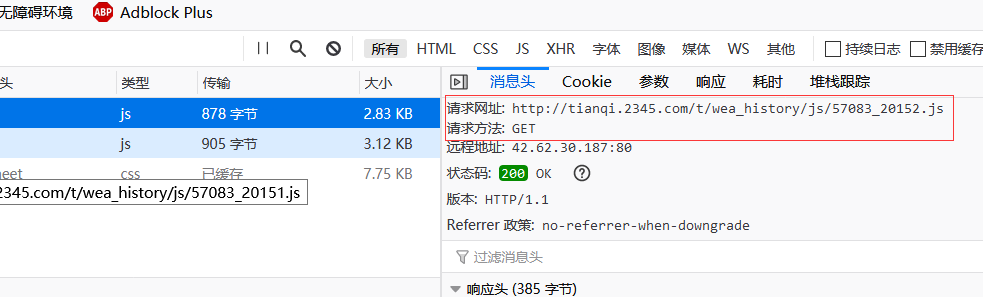 无障碍环境 ABP Adblock Plus
所有 HTML CSS JS XHR 字体 图像 媒体 WS 其他 持续日志 禁用缓存
头 类型 传输 大小
js 878 字节 2.83 KB
js 905 字节 3.12 KB
eet css 已缓存 7.75 KB
2345.com/t/wea_history/js/57083_20151.js
消息头 Cookie 参数 响应 耗时 堆栈跟踪
请求网址: http://tianqi.2345.com/t/wea_history/js/57083_20152.js
请求方法: GET
远程地址: 42.62.30.187:80
状态码: 200 OK ?
版本: HTTP/1.1
Referrer 政策: no-referrer-when-downgrade
过滤消息头
响应头 (385 字节)